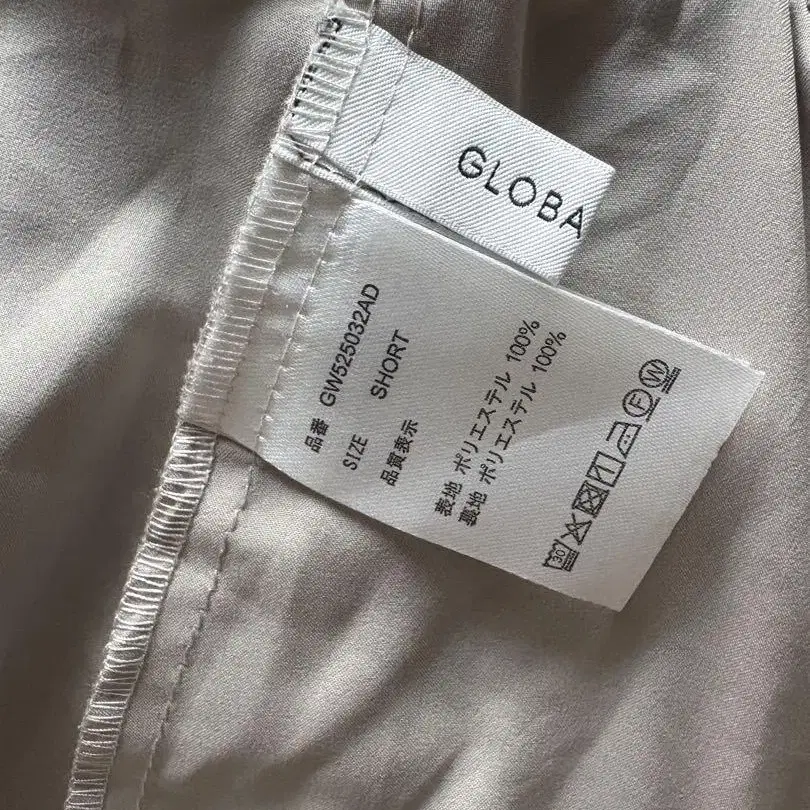 GLOBA
品番 GW525032AD
SIZE SHORT
品質表示
表地 ポリエステル 100%
裏地 ポリエステル 100%
30 F W